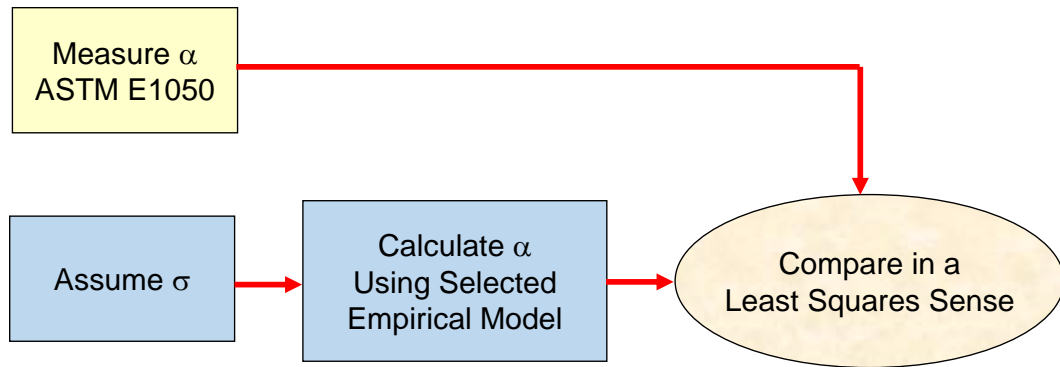 Measure α
ASTM E1050
Assume σ
Calculate α
Using Selected
Empirical Model
Compare in a
Least Squares Sense